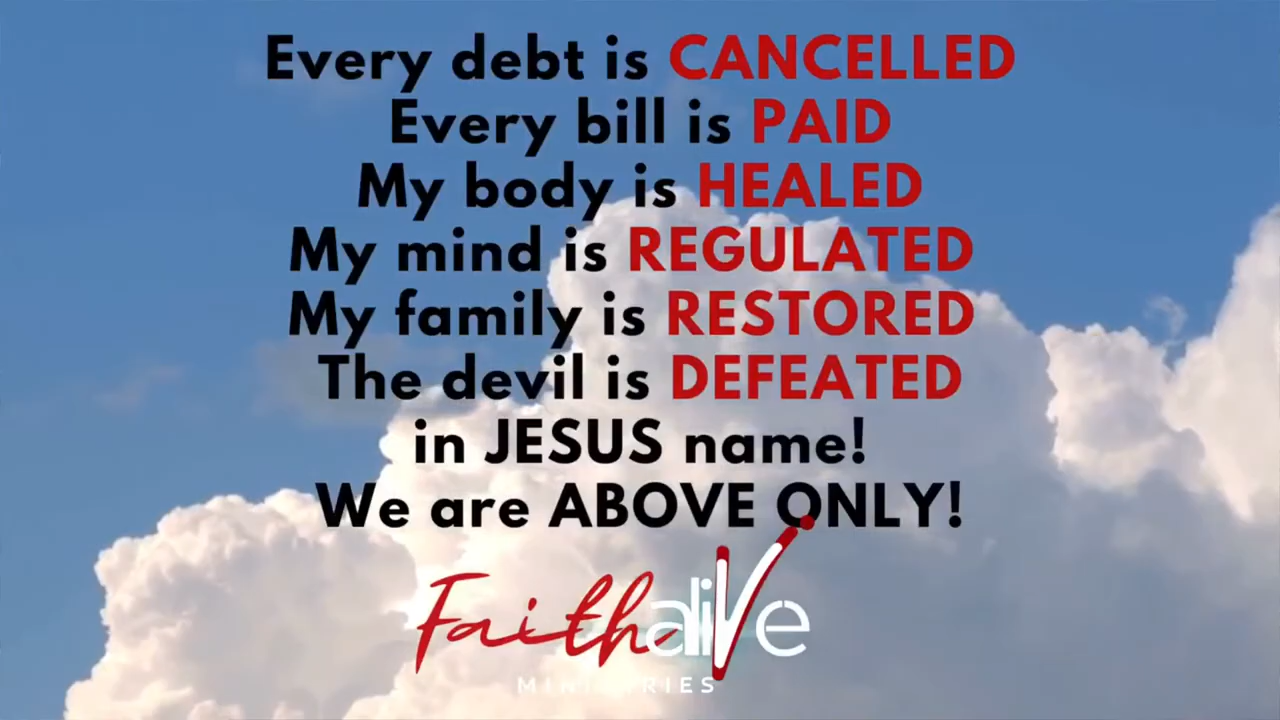 Every debt is CANCELLED
Every bill is PAID
My body is HEALED
My mind is REGULATED
My family is RESTORED
The devil is DEFEATED
in JESUS name!
We are ABOVE ONLY!
Faith aliVe
MINISTRIES